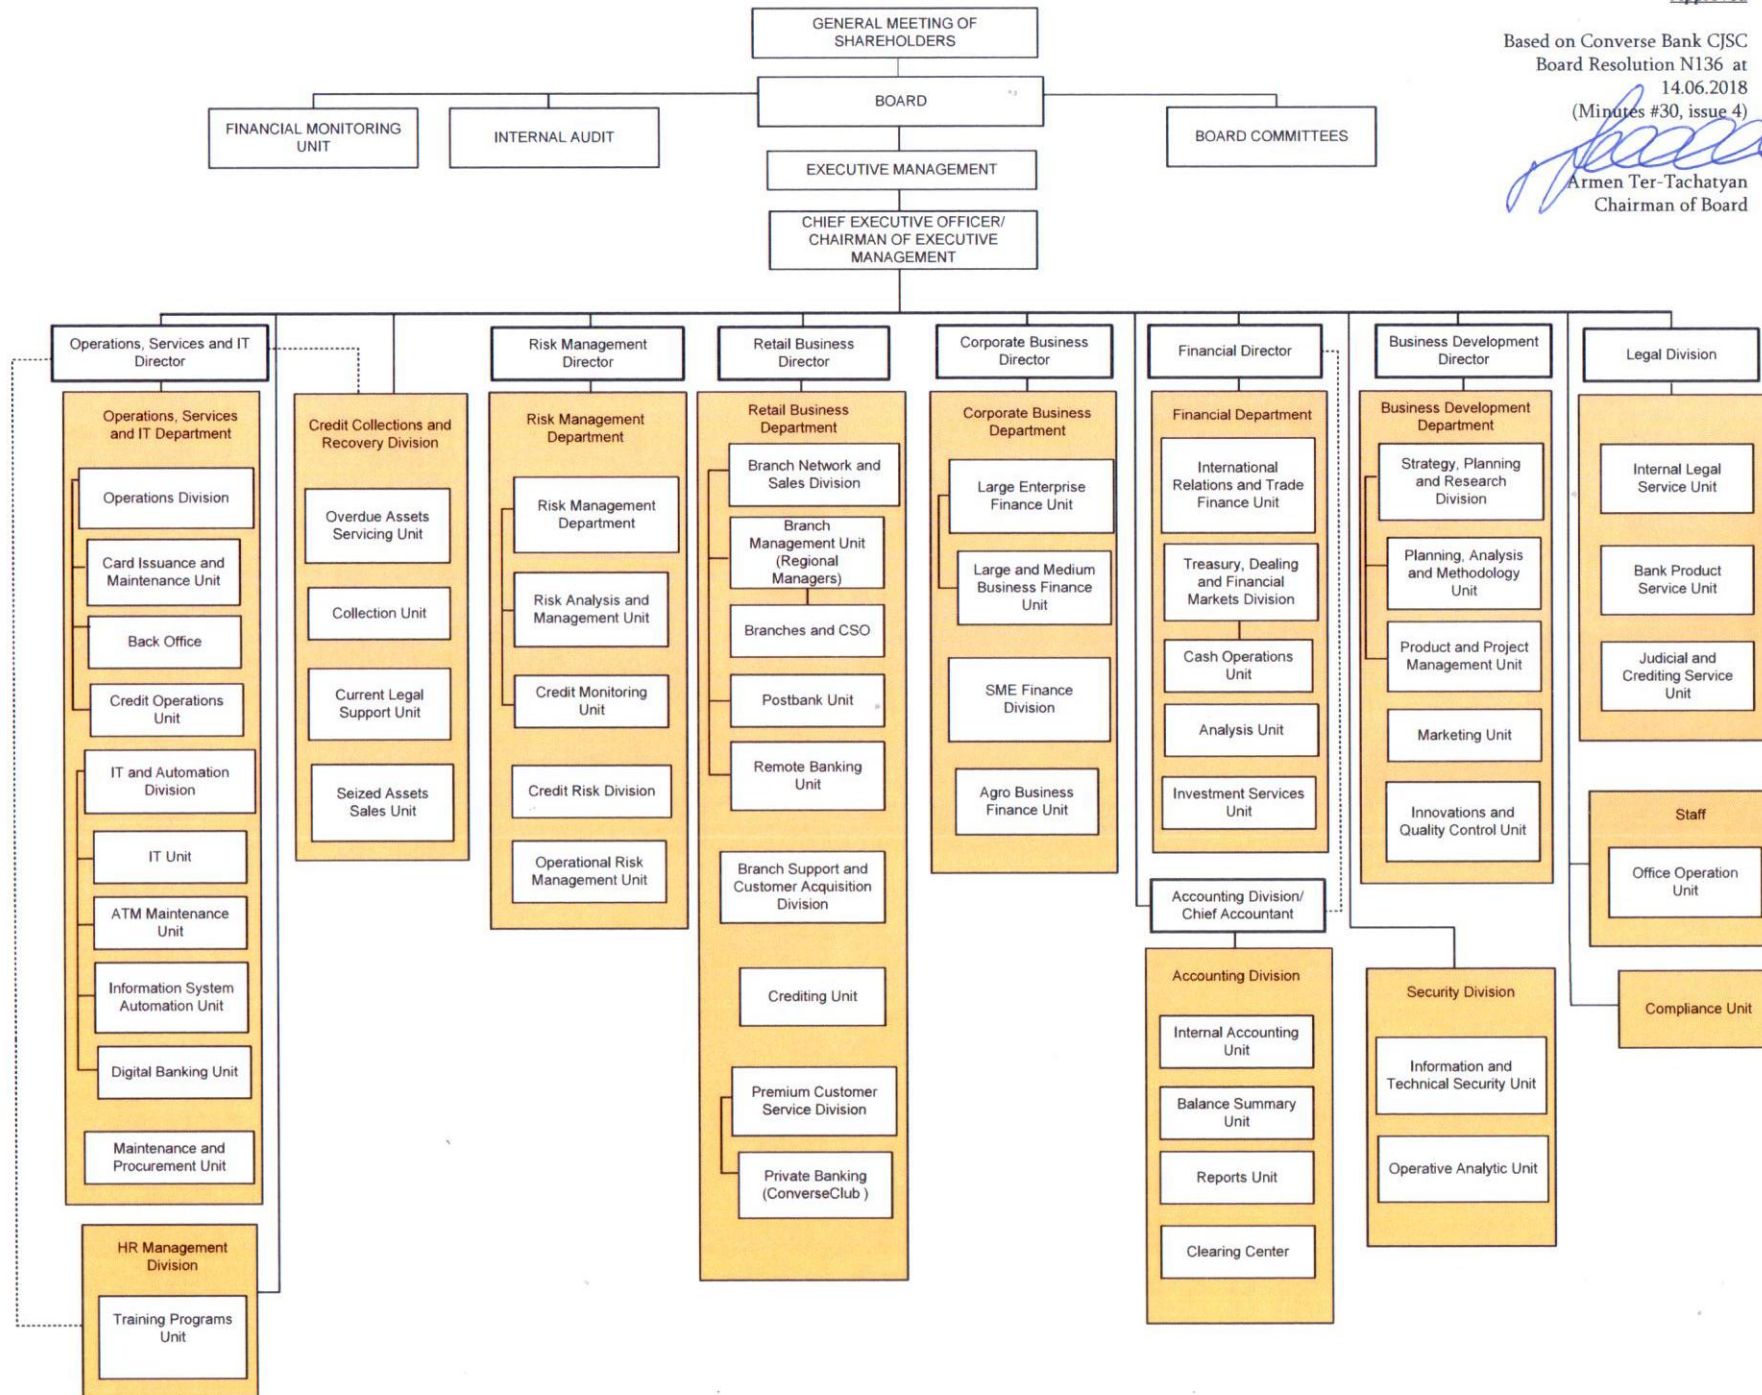 Approved
Based on Converse Bank CJSC
Board Resolution N136 at
14.06.2018
(Minutes #30, issue 4)
Armen Ter-Tachatyan
Chairman of Board
GENERAL MEETING OF
SHAREHOLDERS
BOARD
FINANCIAL MONITORING
UNIT
INTERNAL AUDIT
BOARD COMMITTEES
EXECUTIVE MANAGEMENT
CHIEF EXECUTIVE OFFICER/
CHAIRMAN OF EXECUTIVE
MANAGEMENT
Operations, Services and IT
Director
Risk Management
Director
Retail Business
Director
Corporate Business
Director
Financial Director
Business Development
Director
Legal Division
Operations, Services
and IT Department
Operations Division
Card Issuance and
Maintenance Unit
Back Office
Credit Operations
Unit
IT and Automation
Division
IT Unit
ATM Maintenance
Unit
Information System
Automation Unit
Digital Banking Unit
Maintenance and
Procurement Unit
HR Management
Division
Training Programs
Unit
Credit Collections and
Recovery Division
Overdue Assets
Servicing Unit
Collection Unit
Current Legal
Support Unit
Seized Assets
Sales Unit
Risk Management
Department
Risk Management
Department
Risk Analysis and
Management Unit
Credit Monitoring
Unit
Credit Risk Division
Operational Risk
Management Unit
Retail Business
Department
Branch Network and
Sales Division
Branch
Management Unit
(Regional
Managers)
Branches and CSO
Postbank Unit
Remote Banking
Unit
Branch Support and
Customer Acquisition
Division
Crediting Unit
Premium Customer
Service Division
Private Banking
(ConverseClub )
Corporate Business
Department
Large Enterprise
Finance Unit
Large and Medium
Business Finance
Unit
SME Finance
Division
Agro Business
Finance Unit
Financial Department
International
Relations and Trade
Finance Unit
Treasury, Dealing
and Financial
Markets Division
Cash Operations
Unit
Analysis Unit
Investment Services
Unit
Accounting Division/
Chief Accountant
Accounting Division
Internal Accounting
Unit
Balance Summary
Unit
Reports Unit
Clearing Center
Business Development
Department
Strategy, Planning
and Research
Division
Planning, Analysis
and Methodology
Unit
Product and Project
Management Unit
Marketing Unit
Innovations and
Quality Control Unit
Security Division
Information and
Technical Security Unit
Operative Analytic Unit
Internal Legal
Service Unit
Bank Product
Service Unit
Judicial and
Crediting Service
Unit
Staff
Office Operation
Unit
Compliance Unit